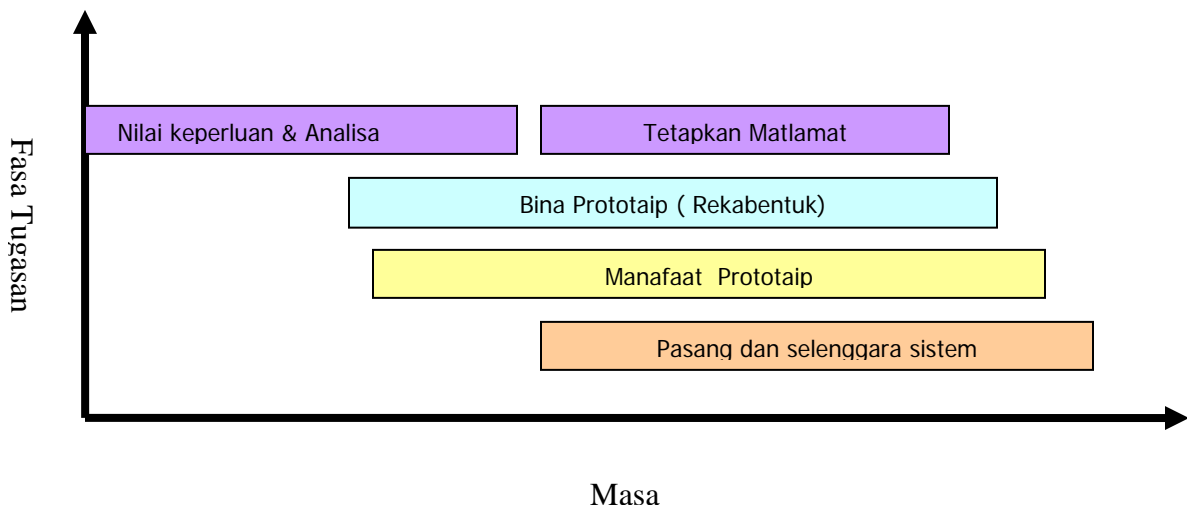 Fasa Tugasan
Nilai keperluan & Analisa
Tetapkan Matlamat
Bina Prototaip ( Rekabentuk)
Manafaat Prototaip
Pasang dan selenggara sistem
Masa